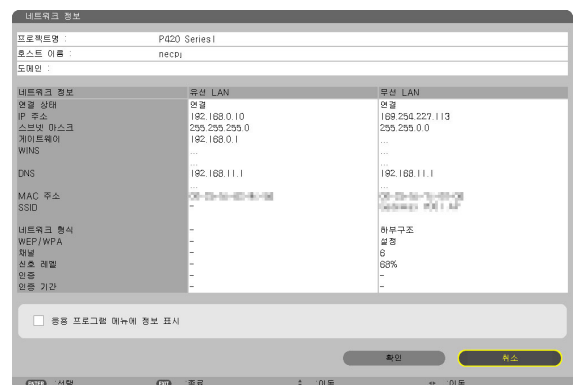 네트워크 정보
프로젝트명 : P420 Series1
호스트 이름 : necpj
도메인 :
네트워크 정보 유선 LAN 무선 LAN
연결 상태 연결 연결
IP 주소 192.168.0.10 169.254.227.113
스브넷 마스크 255.255.255.0 255.255.0.0
게이트웨이 192.168.0.1 ...
WINS ... ...
... ...
DNS 192.168.11.1 192.168.11.1
... ...
MAC 주소
SSID -
네트워크 형식 - 하부구조
WEP/WPA - 설정
채널 - 6
신호 레벨 - 68%
인증 - -
인증 기간 - -
응용 프로그램 메뉴에 정보 표시
확인 취소
ENTER :선택 EXIT :종료 :이동 :이동